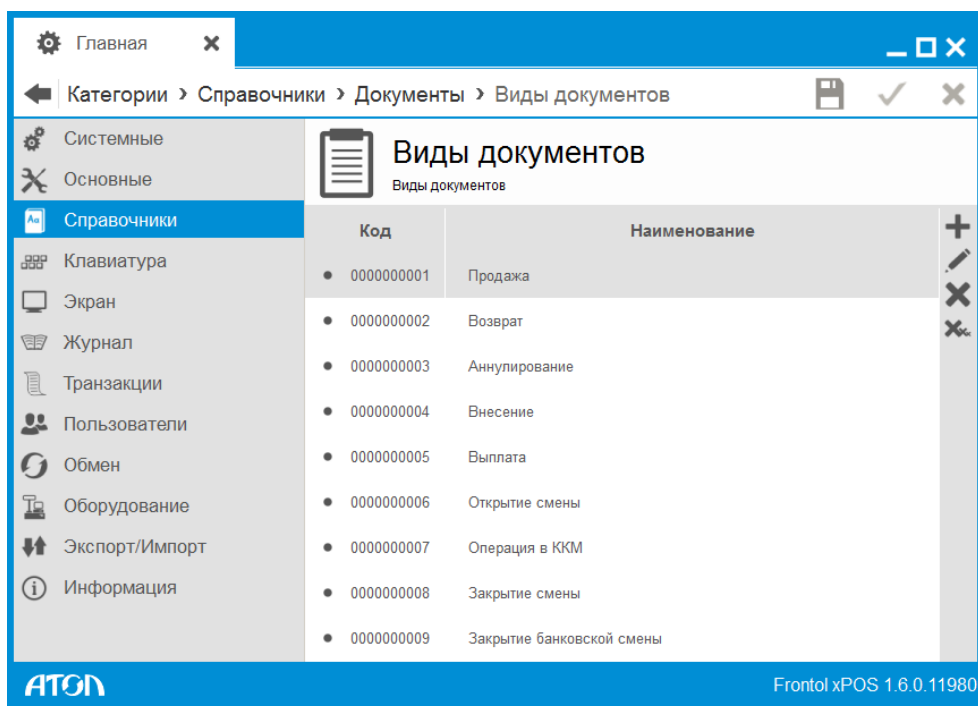 Главная
Категории › Справочники › Документы › Виды документов
Системные
Основные
Справочники
Клавиатура
Экран
Журнал
Транзакции
Пользователи
Обмен
Оборудование
Экспорт/Импорт
Информация
Виды документов
Виды документов
Код Наименование
0000000001 Продажа
0000000002 Возврат
0000000003 Аннулирование
0000000004 Внесение
0000000005 Выплата
0000000006 Открытие смены
0000000007 Операция в ККМ
0000000008 Закрытие смены
0000000009 Закрытие банковской смены
АТОЛ
Frontol xPOS 1.6.0.11980